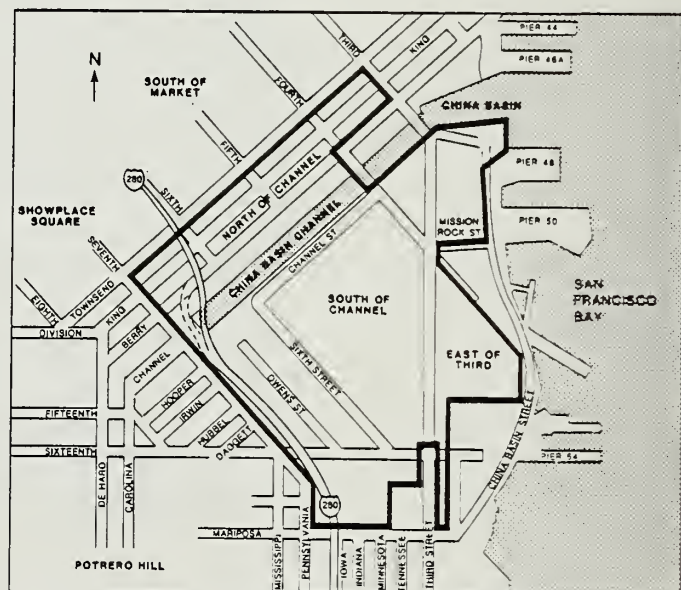 PIER 44
THIRD
KING
N
PIER 46A
SOUTH OF
MARKET
FOURTH
CHINA BASIN
FIFTH
280
SIXTH
NORTH OF CHANNEL
PIER 48
SHOWPLACE
SQUARE
MISSION
ROCK ST
PIER 50
SEVENTH
CHINA BASIN CHANNEL
CHANNEL ST
EIGHTH
TOWNSEND
SOUTH OF
CHANNEL
SAN
FRANCISCO
BAY
KING
DIVISION
BERRY
SIXTH STREET
EAST OF
THIRD
CHANNEL
HOOPER
OWENS ST
IRWIN
FIFTEENTH
HUBBEL
CHINA BASIN STREET
DAGGETT
SIXTEENTH
PIER 54
DE HARO
CAROLINA
280
MARIPOSA
MISSISSIPPI
PENNSYLVANIA
IOWA
INDIANA
MINNESOTA
TENNESSEE
THIRD STREET
POTRERO HILL